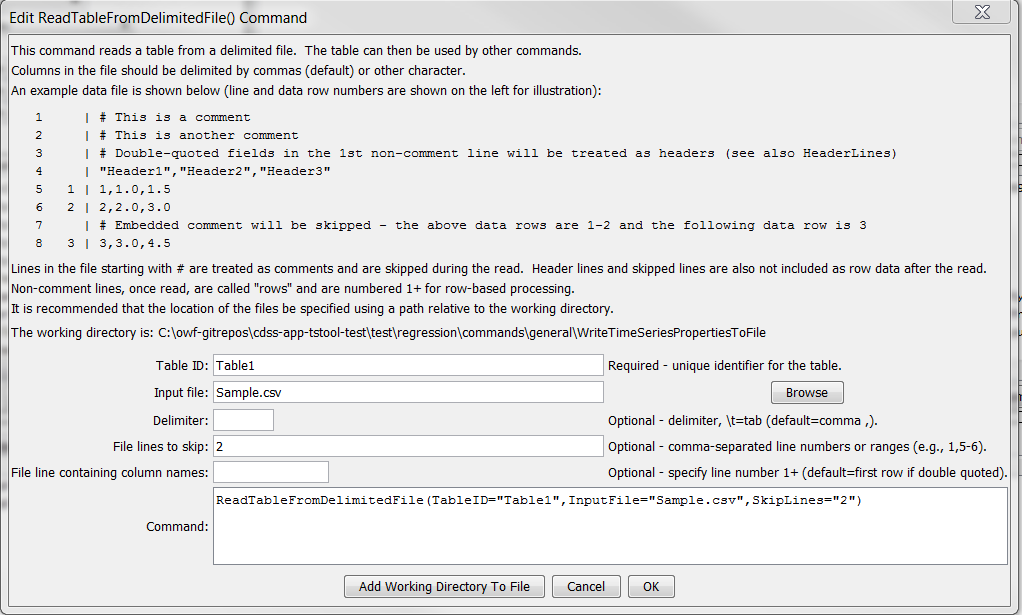 Edit ReadTableFromDelimitedFile() Command
This command reads a table from a delimited file.  The table can then be used by other commands.
Columns in the file should be delimited by commas (default) or other character.
An example data file is shown below (line and data row numbers are shown on the left for illustration):
1 | # This is a comment
2 | # This is another comment
3 | # Double-quoted fields in the 1st non-comment line will be treated as headers (see also HeaderLines)
4 | "Header1","Header2","Header3"
5 1 | 1,1.0,1.5
6 2 | 2,2.0,3.0
7 | # Embedded comment will be skipped - the above data rows are 1-2 and the following data row is 3
8 3 | 3,3.0,4.5
Lines in the file starting with # are treated as comments and are skipped during the read.  Header lines and skipped lines are also not included as row data after the read.
Non-comment lines, once read, are called "rows" and are numbered 1+ for row-based processing.
It is recommended that the location of the files be specified using a path relative to the working directory.
The working directory is: C:\owf-gitrepos\cdss-app-tstool-test\test\regression\commands\general\WriteTimeSeriesPropertiesToFile
Table ID: Table1 Required - unique identifier for the table.
Input file: Sample.csv Browse
Delimiter: Optional - delimiter, \t=tab (default=comma ,).
File lines to skip: 2 Optional - comma-separated line numbers or ranges (e.g., 1,5-6).
File line containing column names: Optional - specify line number 1+ (default=first row if double quoted).
Command: ReadTableFromDelimitedFile(TableID="Table1",InputFile="Sample.csv",SkipLines="2")
Add Working Directory To File Cancel OK